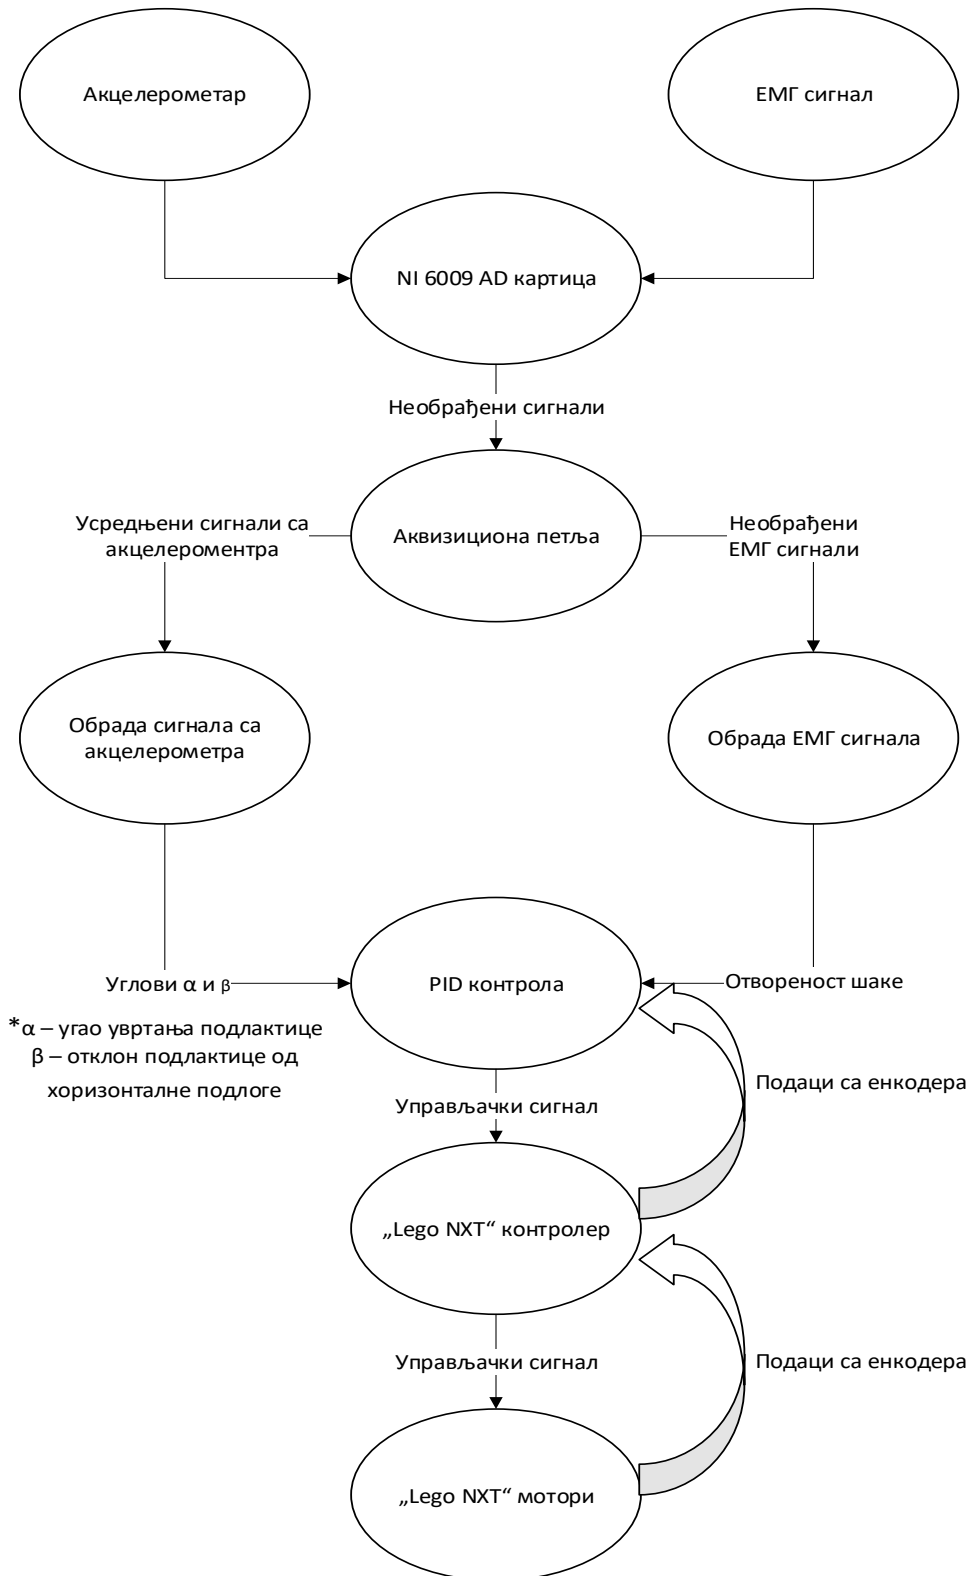 Акцелерометар
ЕМГ сигнал
NI 6009 AD картица
Необрађени сигнали
Усредњени сигнали са
акцелероментра
Аквизициона петља
Необрађени
ЕМГ сигнали
Обрада сигнала са
акцелерометра
Обрада ЕМГ сигнала
Углови α и β
PID контрола
Отвореност шаке
*α – угао увртања подлактице
β – отклон подлактице од
хоризонталне подлоге
Подаци са енкодера
Управљачки сигнал
„Lego NXT“ контролер
Управљачки сигнал
Подаци са енкодера
„Lego NXT“ мотори